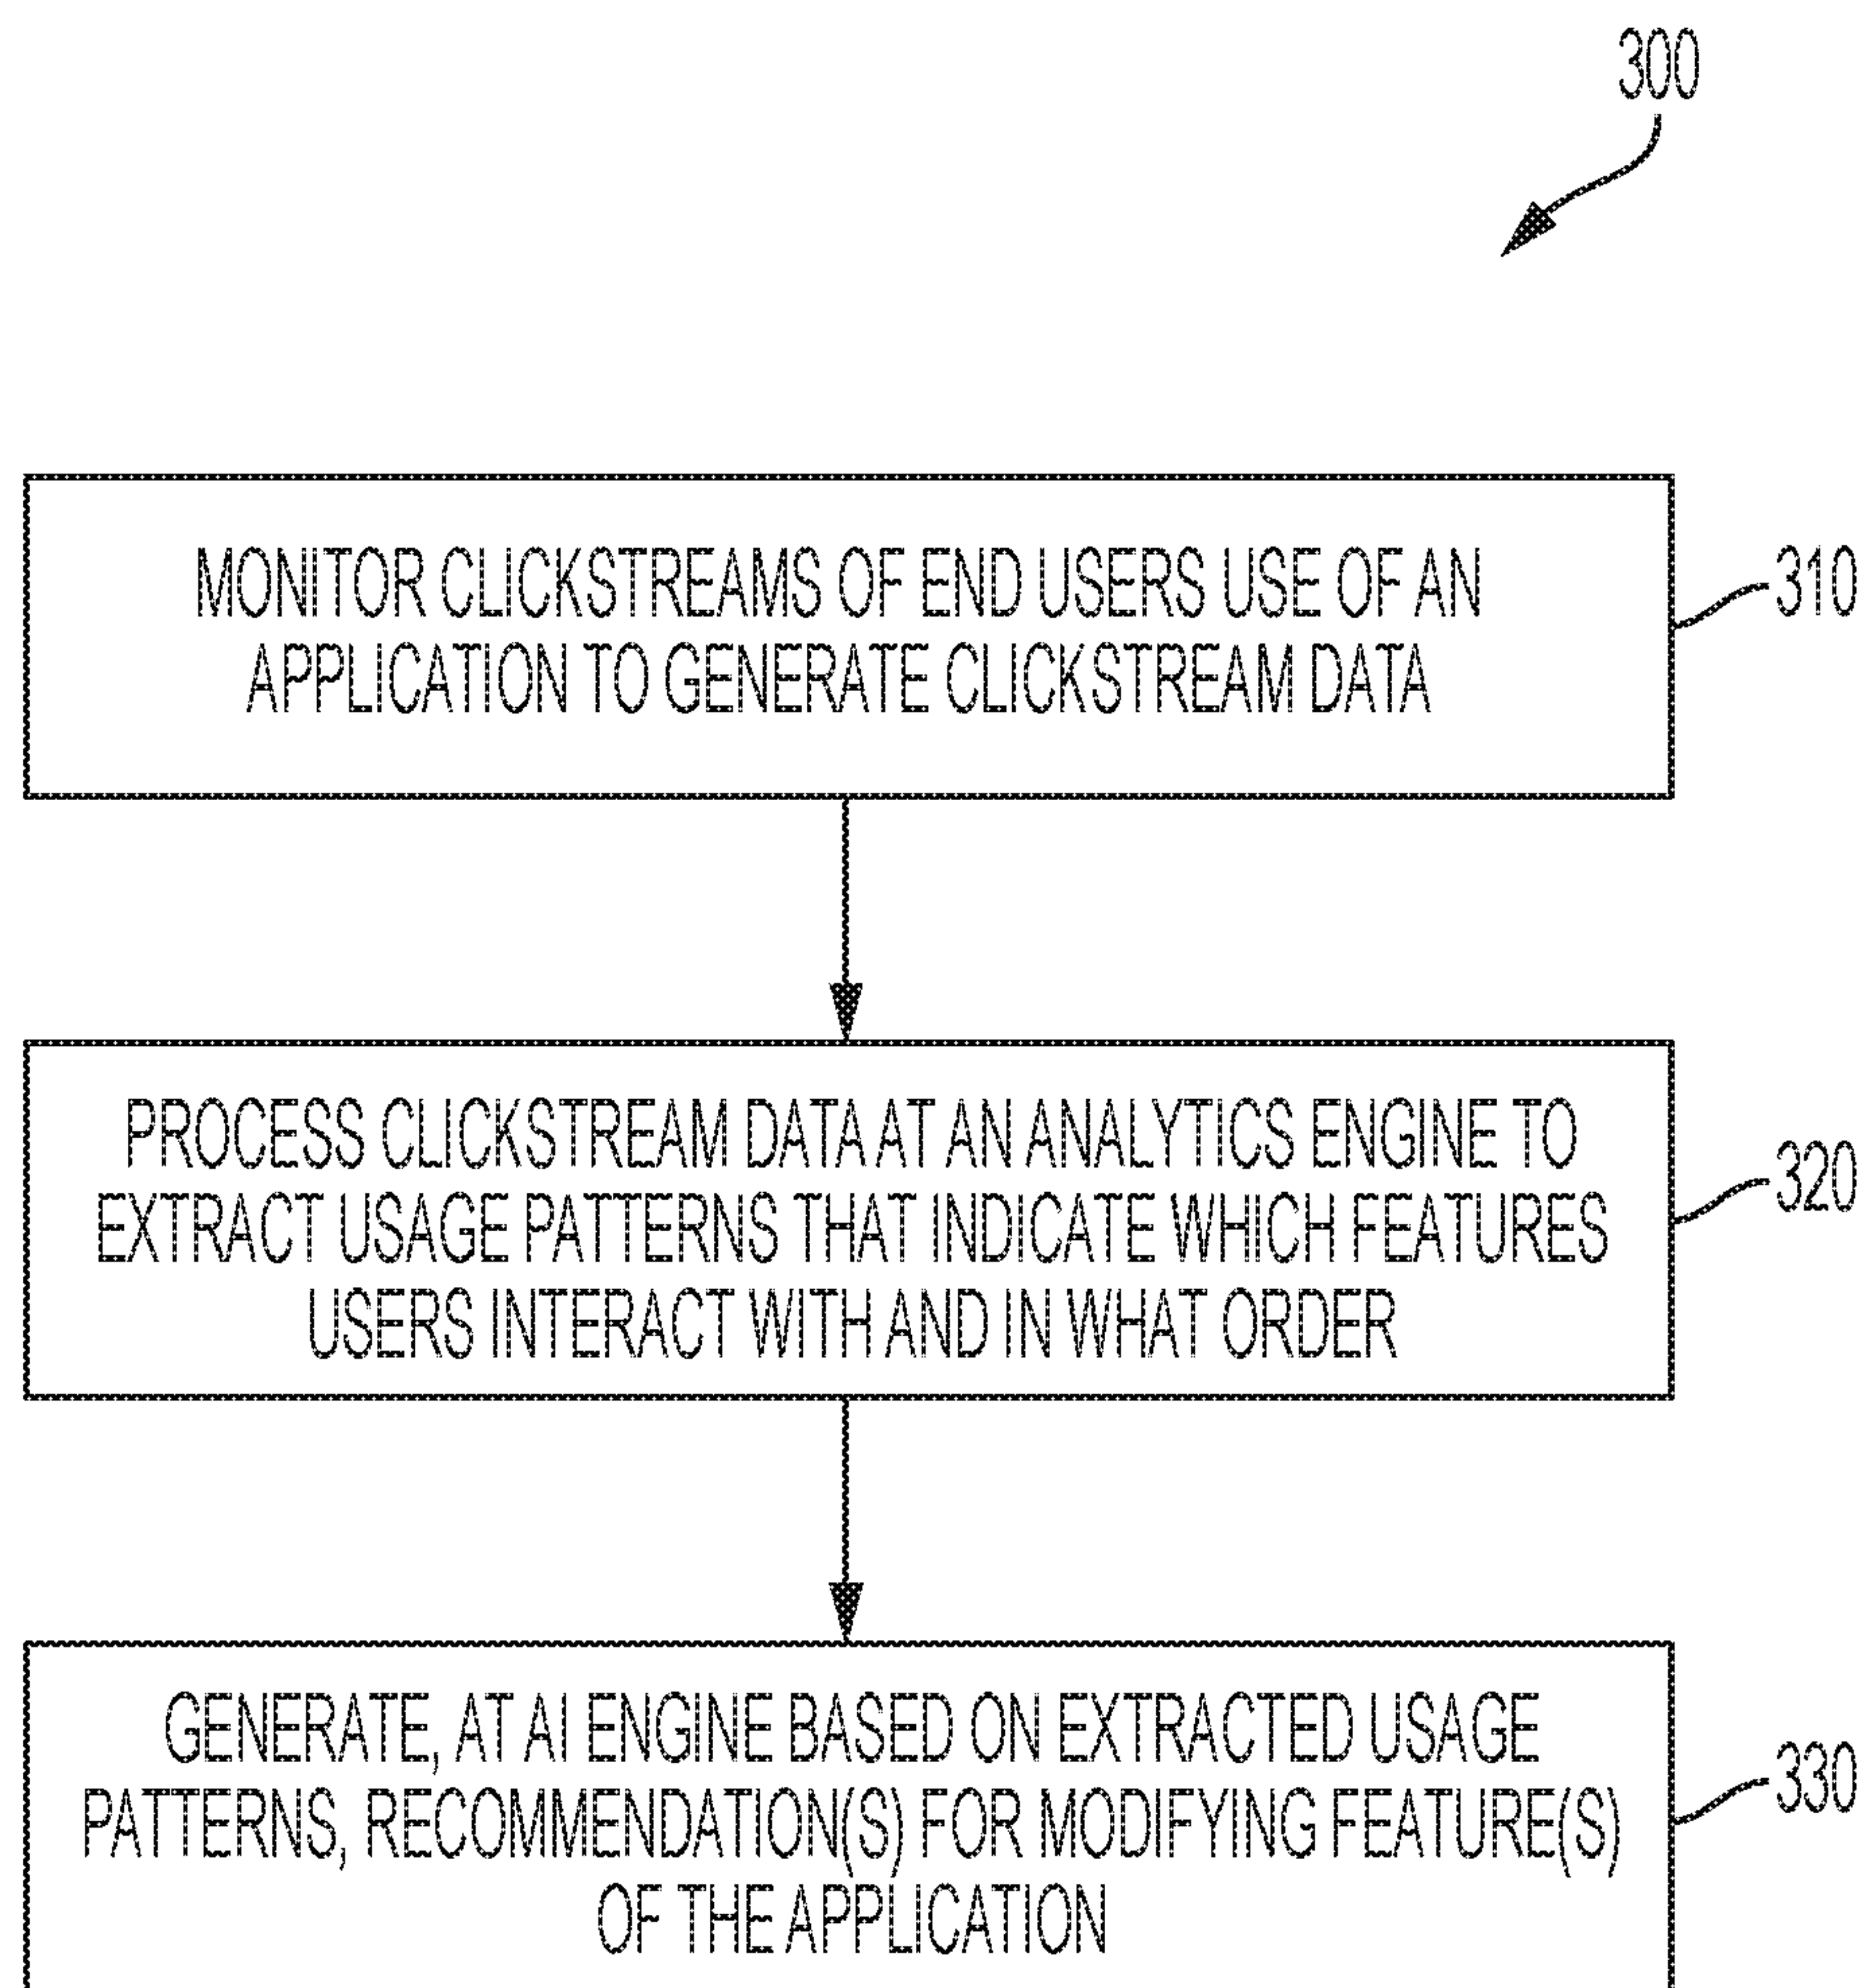 300
MONITOR CLICKSTREAMS OF END USERS USE OF AN
APPLICATION TO GENERATE CLICKSTREAM DATA
310
PROCESS CLICKSTREAM DATA AT AN ANALYTICS ENGINE TO
EXTRACT USAGE PATTERNS THAT INDICATE WHICH FEATURES
USERS INTERACT WITH AND IN WHAT ORDER
320
GENERATE, AT AI ENGINE BASED ON EXTRACTED USAGE
PATTERNS, RECOMMENDATION(S) FOR MODIFYING FEATURE(S)
OF THE APPLICATION
330